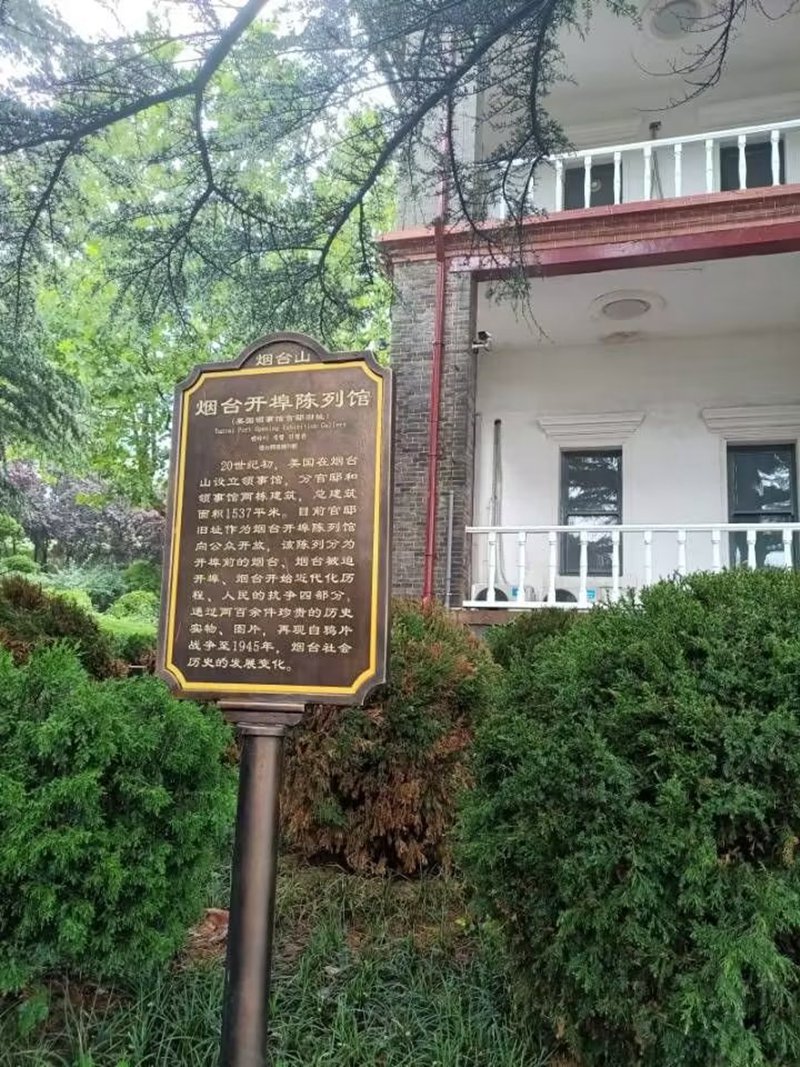 烟台山
烟台开埠陈列馆
(美国领事馆官邸旧址)
Yantai Port Opening Exhibition Gallery
20世纪初，美国在烟台
山设立领事馆，分官邸和
领事馆两栋建筑，总建筑
面积1537平米。目前官邸
旧址作为烟台开埠陈列馆
向公众开放，该陈列分为
开埠前的烟台、烟台被迫
开埠、烟台开始近代化历
程、人民的抗争四部分，
通过两百余件珍贵的历史
实物、图片，再现自鸦片
战争至1945年，烟台社会
历史的发展变化。